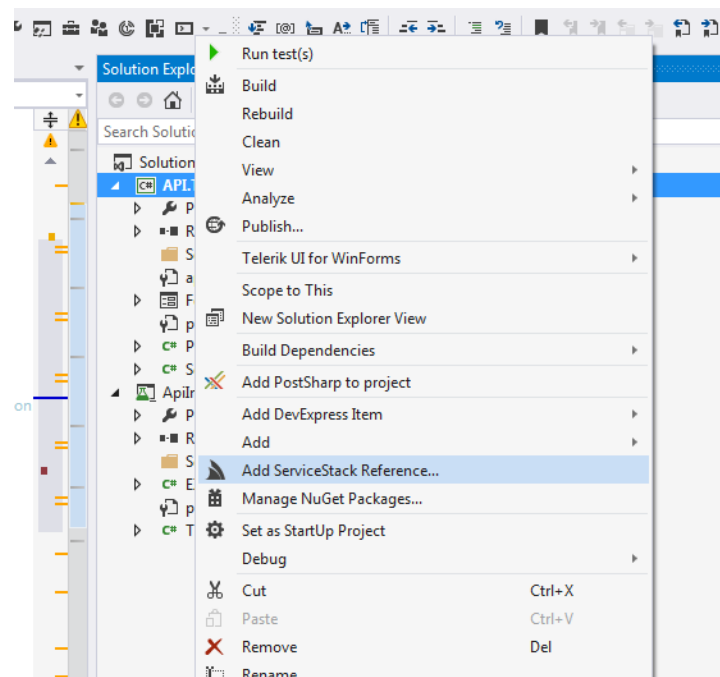 Run test(s)
Solution Explo
Build
Rebuild
Search Solutio
Clean
Solution
View
API.T
Analyze
P
R
Publish...
S
Telerik UI for WinForms
a
Scope to This
F
New Solution Explorer View
p
P
Build Dependencies
S
Add PostSharp to project
ApiIn
on
P
Add DevExpress Item
R
Add
S
Add ServiceStack Reference...
E
Manage NuGet Packages...
p
T
Set as StartUp Project
Debug
Cut Ctrl+X
Paste Ctrl+V
Remove Del
Rename